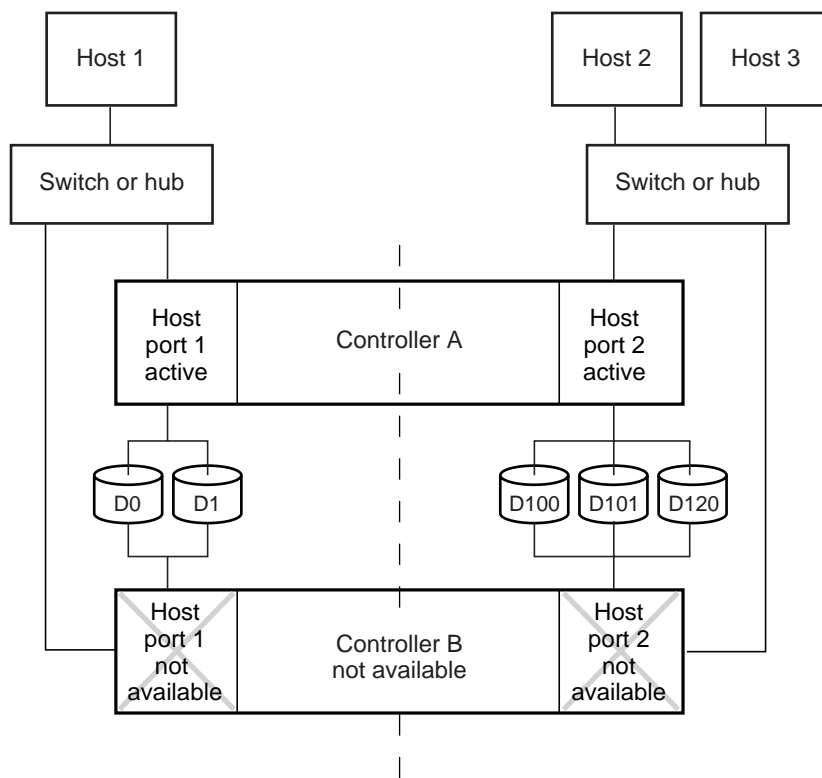 Host 1
Host 2
Host 3
Switch or hub
Switch or hub
Host
port 1
active
Controller A
Host
port 2
active
D0
D1
D100
D101
D120
Host
port 1
not
available
Controller B
not available
Host
port 2
not
available